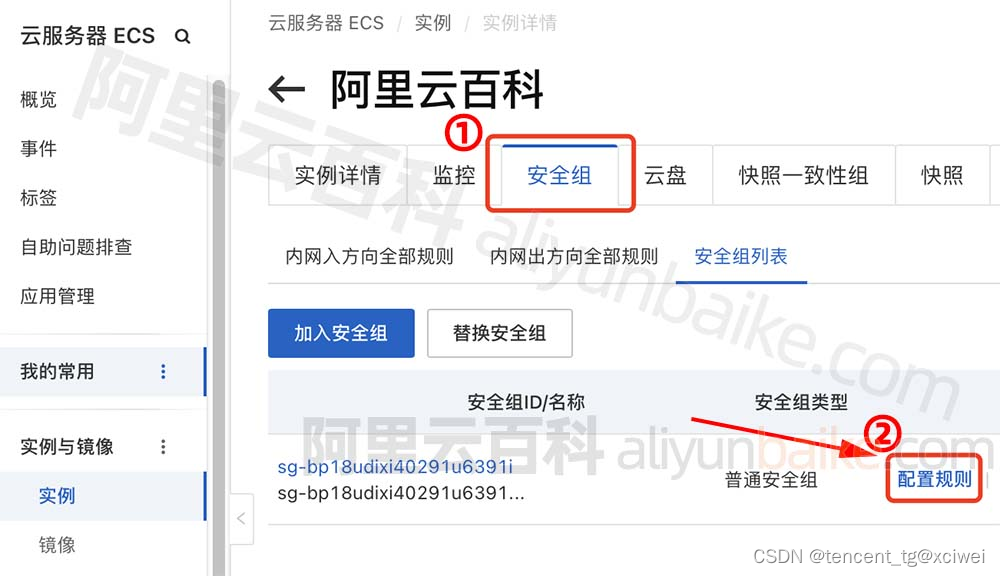 云服务器 ECS
概览
事件
标签
自助问题排查
应用管理
我的常用
实例与镜像
实例
镜像
云服务器 ECS / 实例 / 实例详情
← 阿里云百科
①
实例详情 监控 安全组 云盘 快照一致性组 快照
内网入方向全部规则 内网出方向全部规则 安全组列表
加入安全组 替换安全组
安全组ID/名称 安全组类型
②
sg-bp18udixi40291u6391i
sg-bp18udixi40291u6391...
普通安全组 配置规则
阿里云百科 aliyunbaike.com
阿里云百科 aliyunbaike.com
CSDN @tencent_tg@xciwei